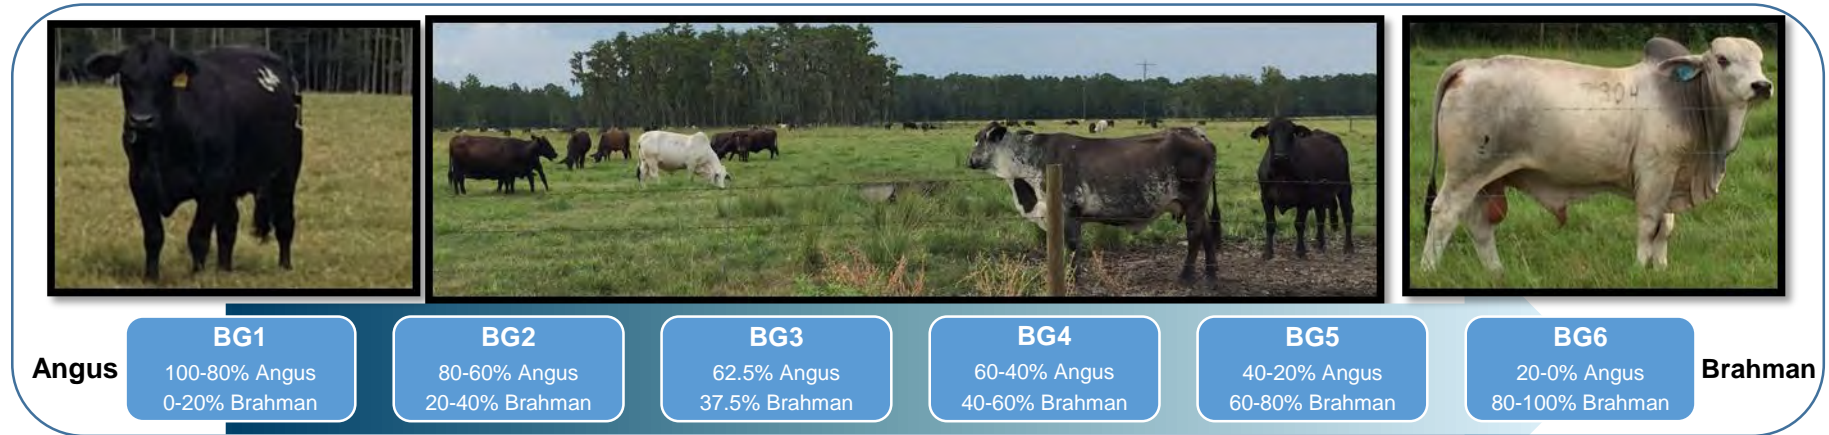 BG1
100-80% Angus
0-20% Brahman
BG2
80-60% Angus
20-40% Brahman
BG3
62.5% Angus
37.5% Brahman
BG4
60-40% Angus
40-60% Brahman
BG5
40-20% Angus
60-80% Brahman
BG6
20-0% Angus
80-100% Brahman
Angus
Brahman